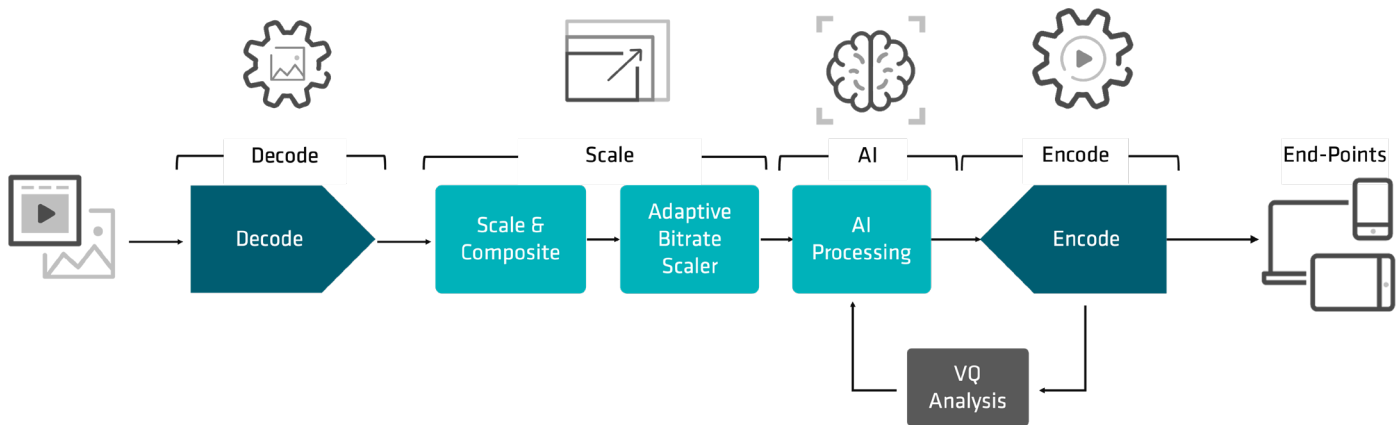 Decode
Scale
AI
Encode
End-Points
Decode
Scale &
Composite
Adaptive
Bitrate
Scaler
AI
Processing
Encode
VQ
Analysis